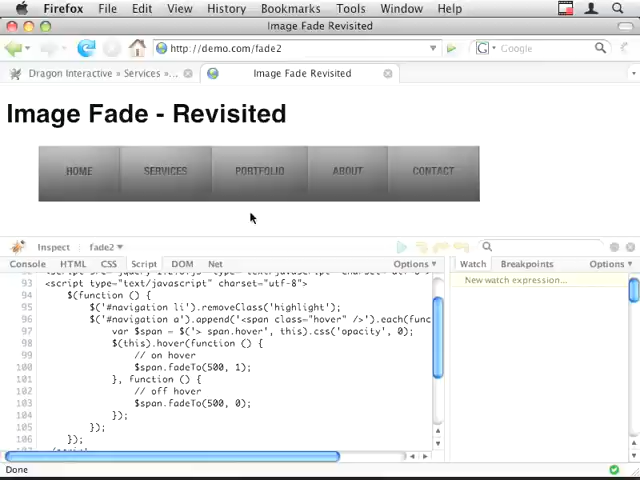 Firefox File Edit View History Bookmarks Tools Window Help
Image Fade Revisited
http://demo.com/fade2
Google
Dragon Interactive » Services »... Image Fade Revisited
Image Fade - Revisited
HOME SERVICES PORTFOLIO ABOUT CONTACT
Inspect fade2
Console HTML CSS Script DOM Net Options Watch Breakpoints Options
New watch expression...
93 <script type="text/javascript" charset="utf-8">
94 $(function () {
95 $('#navigation li').removeClass('highlight');
96 $('#navigation a').append('<span class="hover" />').each(func
97 var $span = $('> span.hover', this).css('opacity', 0);
98 $(this).hover(function () {
99 // on hover
100 $span.fadeTo(500, 1);
101 }, function () {
102 // off hover
103 $span.fadeTo(500, 0);
104 });
105 });
106 });
Done